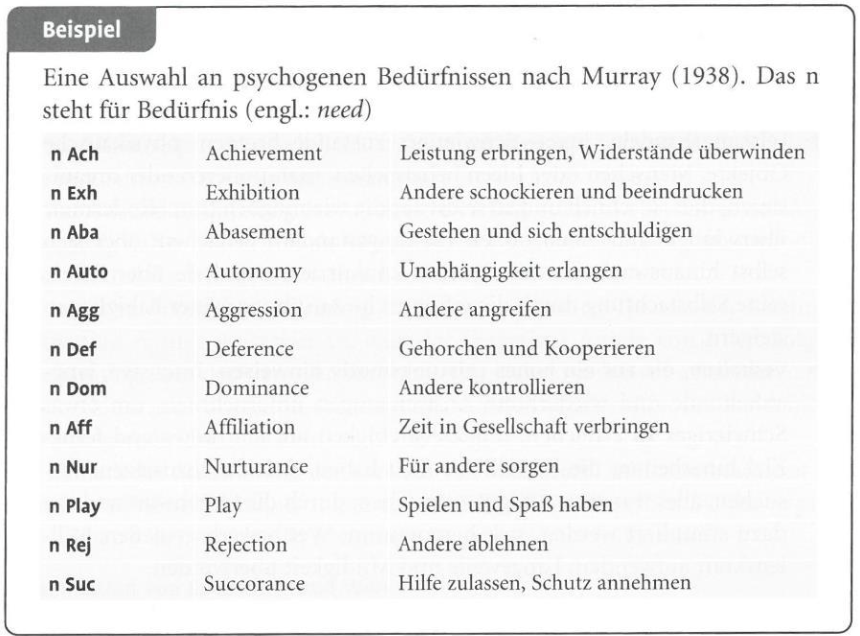 Beispiel
Eine Auswahl an psychogenen Bedürfnissen nach Murray (1938). Das n
steht für Bedürfnis (engl.: need)
n Ach Achievement Leistung erbringen, Widerstände überwinden
n Exh Exhibition Andere schockieren und beeindrucken
n Aba Abasement Gestehen und sich entschuldigen
n Auto Autonomy Unabhängigkeit erlangen
n Agg Aggression Andere angreifen
n Def Deference Gehorchen und Kooperieren
n Dom Dominance Andere kontrollieren
n Aff Affiliation Zeit in Gesellschaft verbringen
n Nur Nurturance Für andere sorgen
n Play Play Spielen und Spaß haben
n Rej Rejection Andere ablehnen
n Suc Succorance Hilfe zulassen, Schutz annehmen